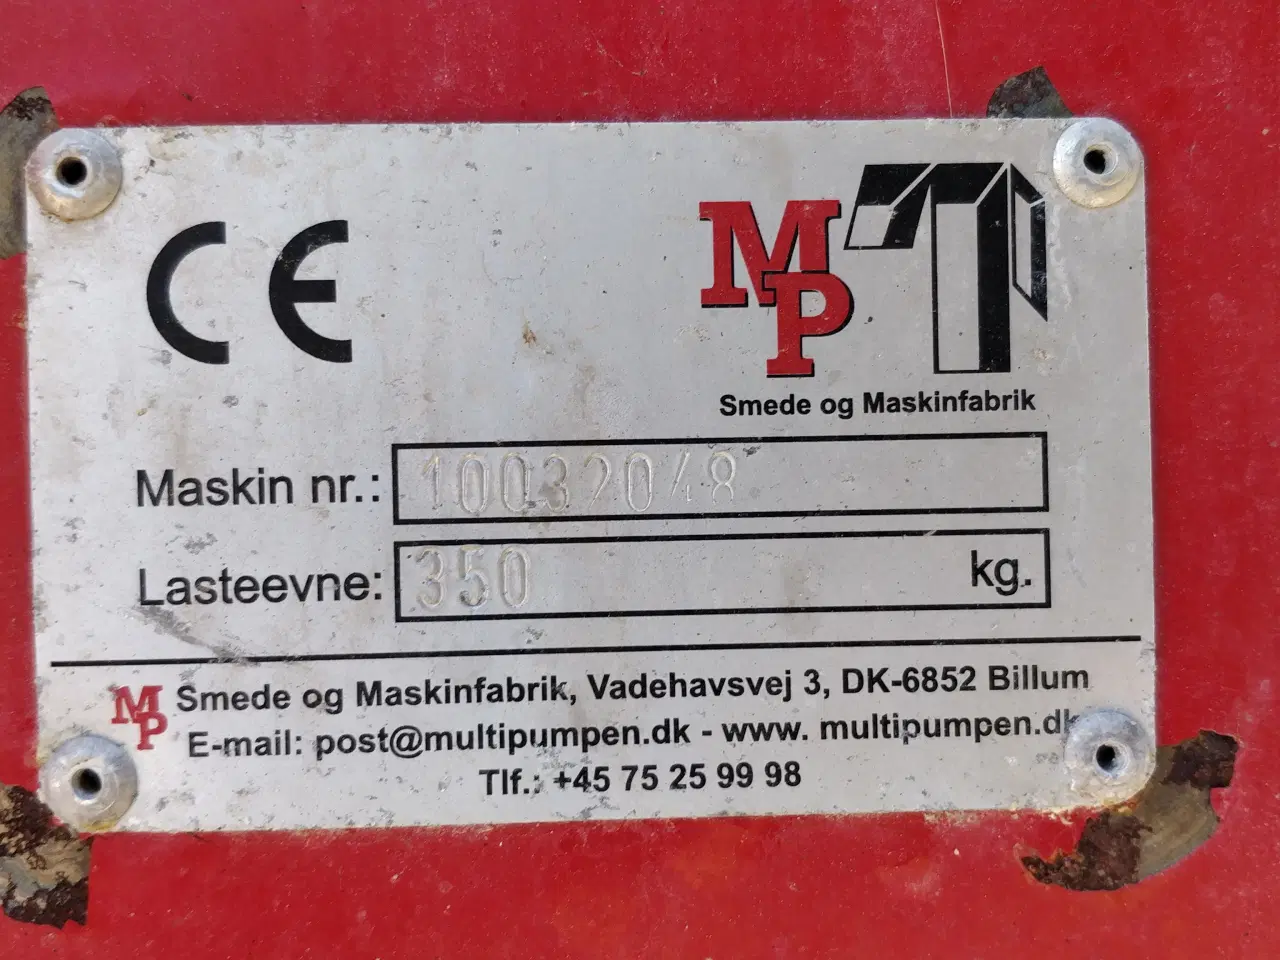 CE
MP
Smede og Maskinfabrik
Maskin nr.: 10032048
Lasteevne: 350 kg.
MP Smede og Maskinfabrik, Vadehavsvej 3, DK-6852 Billum
E-mail: post@multipumpen.dk - www. multipumpen.dk
Tlf.: +45 75 25 99 98